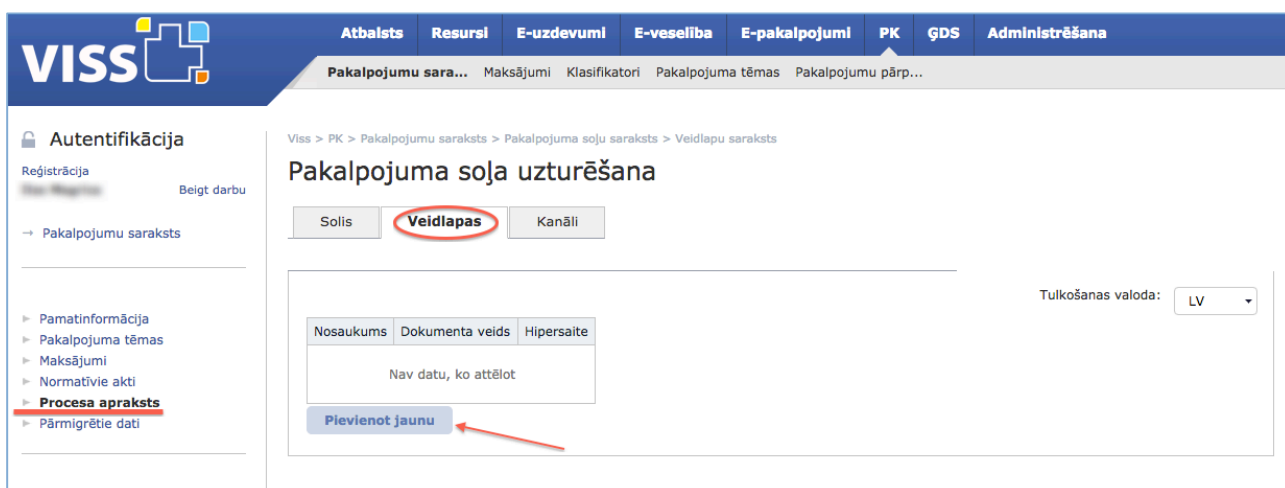 VISS
Atbalsts Resursi E-uzdevumi E-veselība E-pakalpojumi PK ĢDS Administrēšana
Pakalpojumu sara... Maksājumi Klasifikatori Pakalpojuma tēmas Pakalpojumu pārp...
Autentifikācija
Reģistrācija
Beigt darbu
→ Pakalpojumu saraksts
Pamatinformācija
Pakalpojuma tēmas
Maksājumi
Normatīvie akti
Procesa apraksts
Pārmigrētie dati
Viss > PK > Pakalpojumu saraksts > Pakalpojuma soļu saraksts > Veidlapu saraksts
Pakalpojuma soļa uzturēšana
Solis Veidlapas Kanāli
Tulkošanas valoda: LV
Nosaukums Dokumenta veids Hipersaite
Nav datu, ko attēlot
Pievienot jaunu